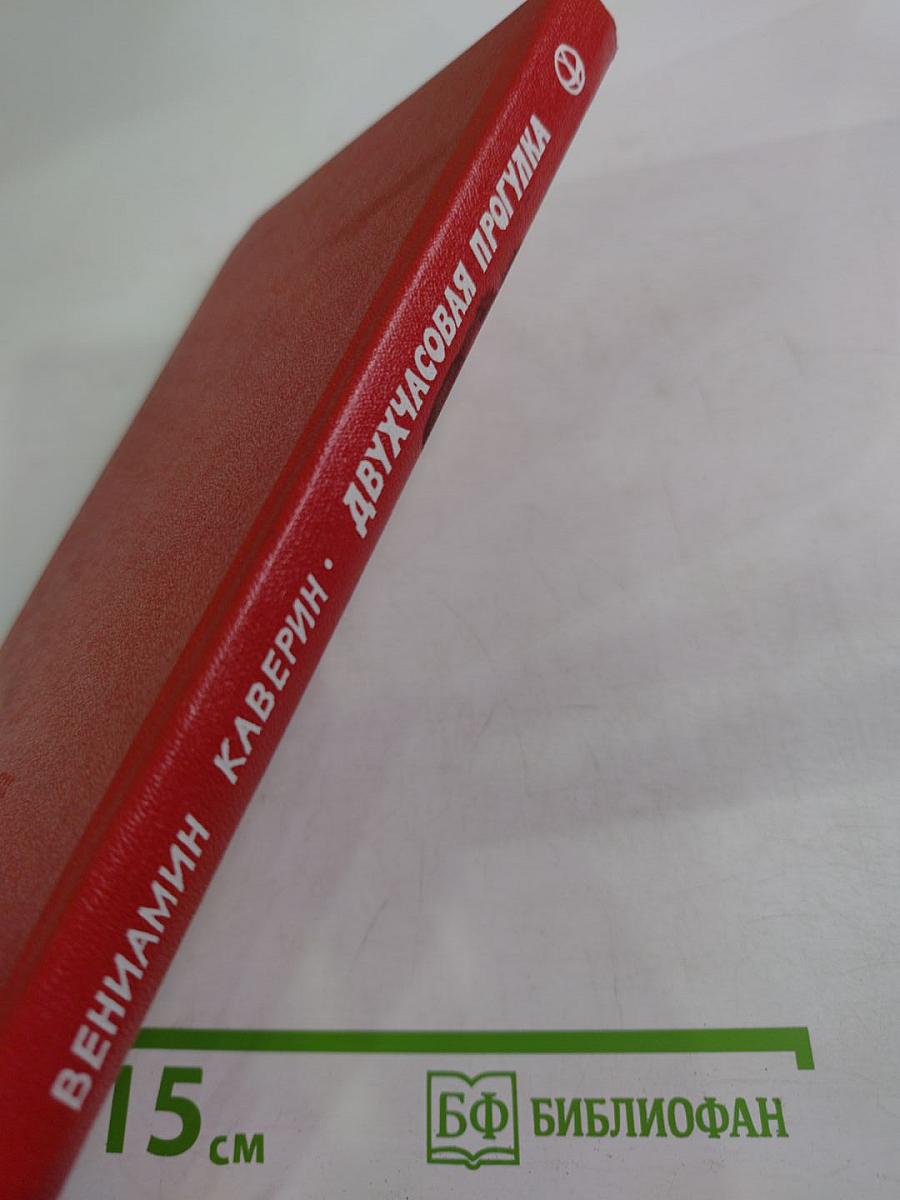 ВЕНИАМИН КАВЕРИН · ДВУХЧАСОВАЯ ПРОГУЛКА
15 см
БФ БИБЛИОФАН